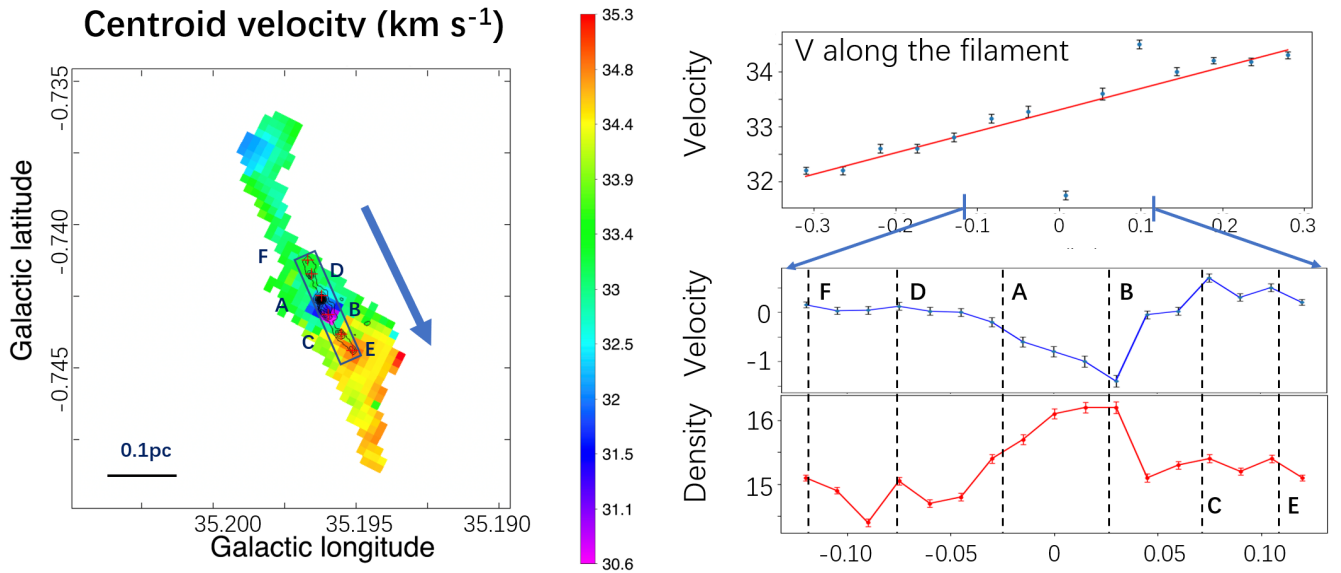 Centroid velocity (km s-1)
Galactic latitude
-0.735
-0.740
-0.7445
F
D
A
B
C
E
0.1pc
35.200
35.195
35.190
Galactic longitude
35.3
34.8
34.4
33.9
33.4
33
32.5
32
31.5
31.1
30.6
V along the filament
Velocity
34
33
32
-0.3
-0.2
-0.1
0
0.1
0.2
0.3
Velocity
0
-1
F
D
A
B
Density
16
15
C
E
-0.10
-0.05
0
0.05
0.10